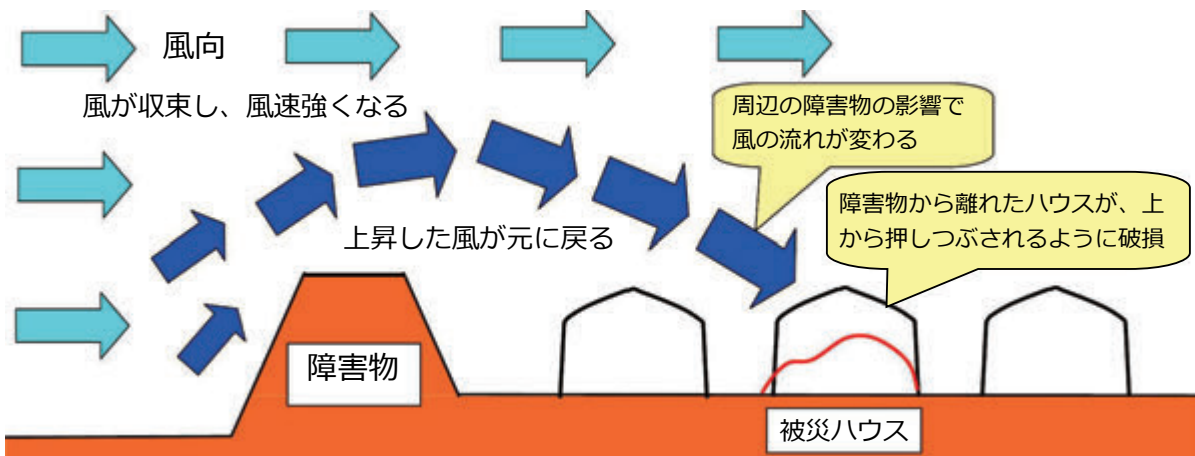 風向
風が収束し、風速強くなる
周辺の障害物の影響で
風の流れが変わる
障害物から離れたハウスが、上
から押しつぶされるように破損
上昇した風が元に戻る
障害物
被災ハウス